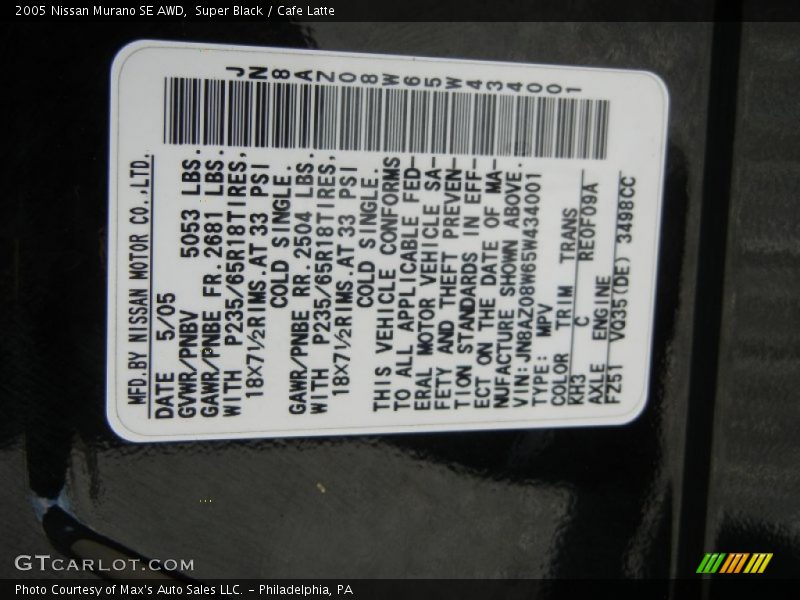 2005 Nissan Murano SE AWD,  Super Black / Cafe Latte
MFD.BY NISSAN MOTOR CO.,LTD.
DATE 5/05
GVWR/PNBV 5053 LBS.
GAWR/PNBE FR.2681 LBS.
WITH P235/65R18TIRES,
18×7½RIMS.AT 33 PSI
COLD SINGLE.
GAWR/PNBE RR.2504 LBS.
WITH P235/65R18TIRES,
18×7½RIMS.AT 33 PSI
COLD SINGLE.
THIS VEHICLE CONFORMS
TO ALL APPLICABLE FED-
ERAL MOTOR VEHICLE SA-
FETY AND THEFT PREVEN-
TION STANDARDS IN EFF-
ECT ON THE DATE OF MA-
NUFACTURE SHOWN ABOVE.
VIN:JN8AZ08W65W434001
TYPE: MPV
COLOR TRIM TRANS
KH3 C RE0F09A
AXLE ENGINE
FZ51 VQ35(DE) 3498CC
JN8AZ08W65W434001
GTCARLOT.COM
Photo Courtesy of Max's Auto Sales LLC. – Philadelphia, PA